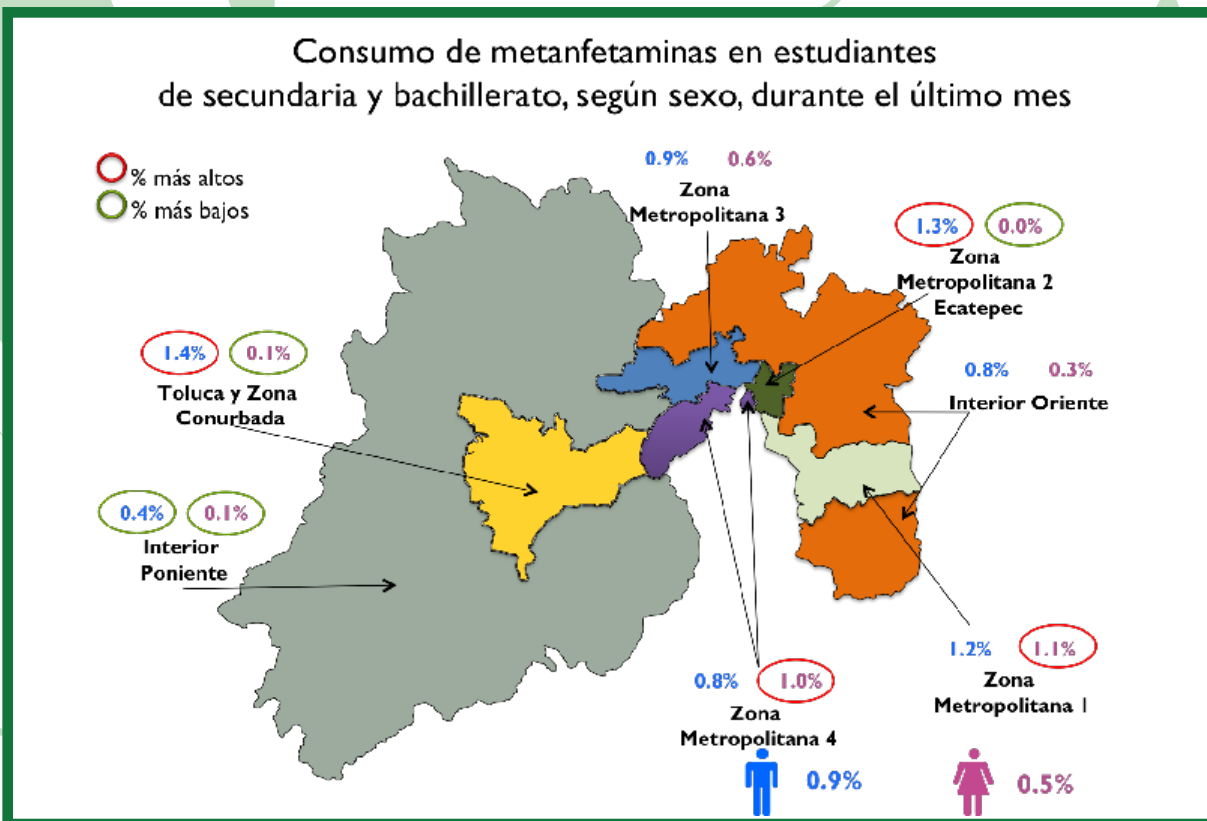 Consumo de metanfetaminas en estudiantes
de secundaria y bachillerato, según sexo, durante el último mes
% más altos
% más bajos
0.9% 0.6%
Zona
Metropolitana 3
1.3% 0.0%
Zona
Metropolitana 2
Ecatepec
1.4% 0.1%
Toluca y Zona
Conurbada
0.8% 0.3%
Interior Oriente
0.4% 0.1%
Interior
Poniente
1.2% 1.1%
Zona
Metropolitana 1
0.8% 1.0%
Zona
Metropolitana 4
0.9% 0.5%